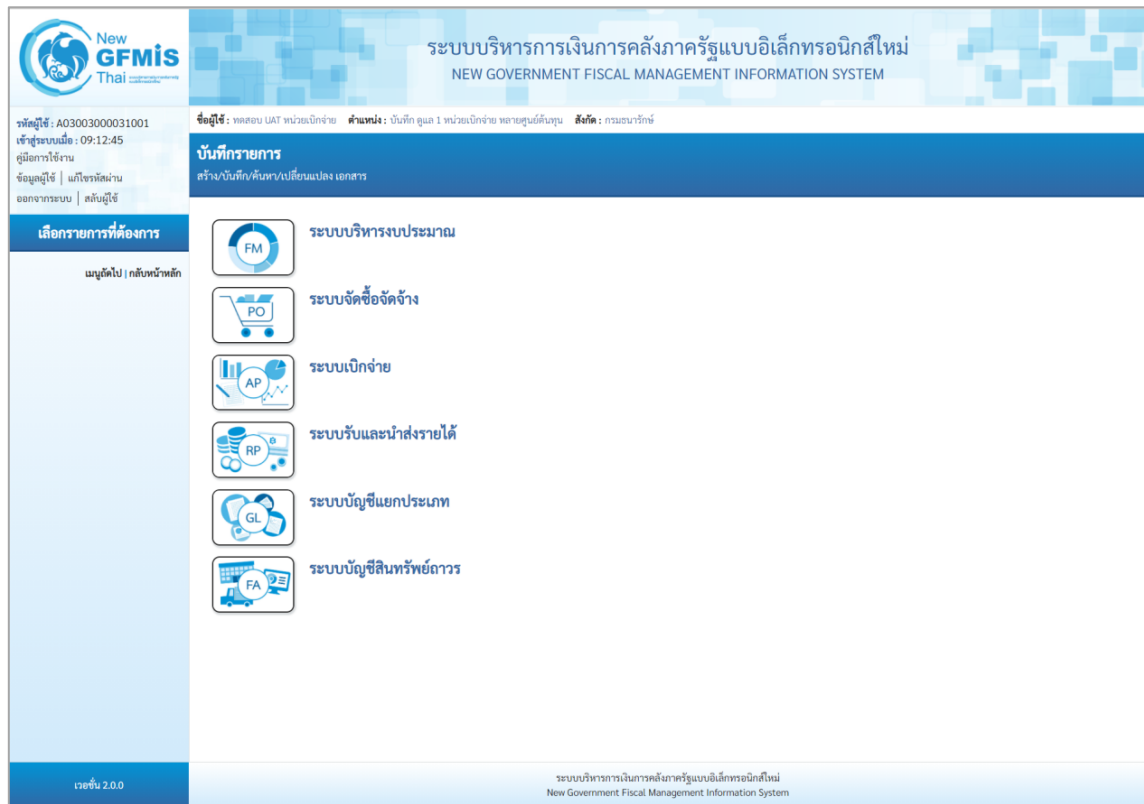 New
GFMiS
Thai
ระบบบริหารการเงินการคลังภาครัฐแบบอิเล็กทรอนิกส์ใหม่
NEW GOVERNMENT FISCAL MANAGEMENT INFORMATION SYSTEM
รหัสผู้ใช้ : A03003000031001
เข้าสู่ระบบเมื่อ : 09:12:45
คู่มือการใช้งาน
ข้อมูลผู้ใช้ | แก้ไขรหัสผ่าน
ออกจากระบบ | สลับผู้ใช้
ชื่อผู้ใช้ : ทดสอบ UAT หน่วยเบิกจ่าย ตำแหน่ง : บันทึก ดูแล 1 หน่วยเบิกจ่าย หลายศูนย์ต้นทุน สังกัด : กรมธนารักษ์
บันทึกรายการ
สร้าง/บันทึก/ค้นหา/เปลี่ยนแปลง เอกสาร
เลือกรายการที่ต้องการ
เมนูถัดไป | กลับหน้าหลัก
FM
ระบบบริหารงบประมาณ
PO
ระบบจัดซื้อจัดจ้าง
AP
ระบบเบิกจ่าย
RP
ระบบรับและนำส่งรายได้
GL
ระบบบัญชีแยกประเภท
FA
ระบบบัญชีสินทรัพย์ถาวร
เวอชั่น 2.0.0
ระบบบริหารการเงินการคลังภาครัฐแบบอิเล็กทรอนิกส์ใหม่
New Government Fiscal Management Information System